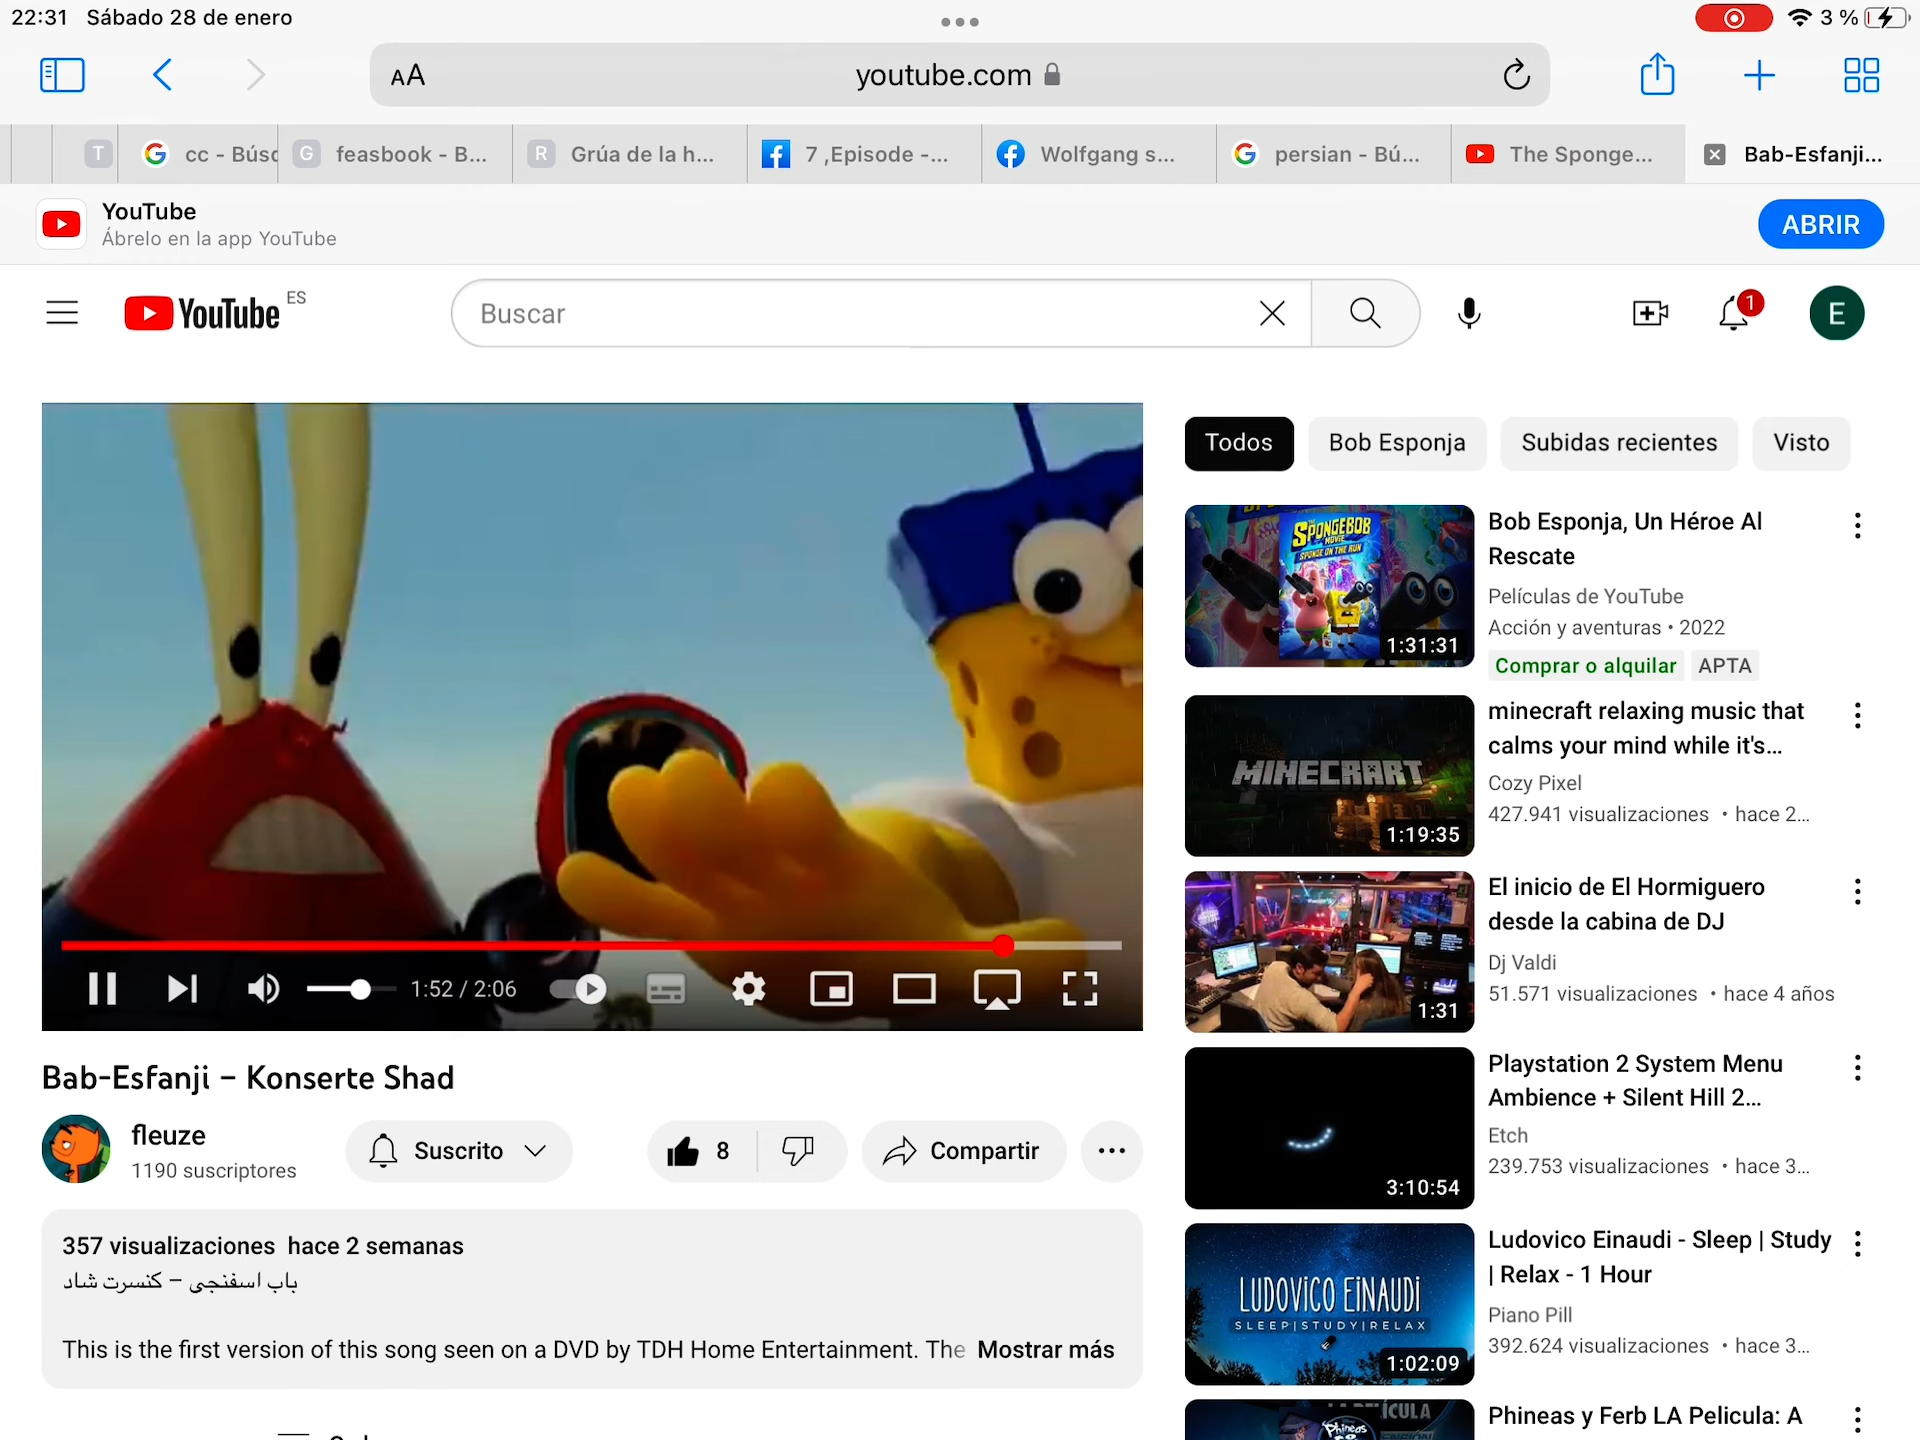 22:31 Sábado 28 de enero
3 %
AA
youtube.com
T
cc - Búsc
G
feasbook - B...
R
Grúa de la h...
7 ,Episode -...
Wolfgang s...
persian - Bú...
The Sponge...
Bab-Esfanji...
YouTube
Ábrelo en la app YouTube
ABRIR
YouTube ES
Buscar
1
E
Todos
Bob Esponja
Subidas recientes
Visto
THE SPONGEBOB MOVIE
SPONGE ON THE RUN
1:31:31
Bob Esponja, Un Héroe Al
Rescate
Películas de YouTube
Acción y aventuras • 2022
Comprar o alquilar APTA
MINECRART
1:19:35
minecraft relaxing music that
calms your mind while it's...
Cozy Pixel
427.941 visualizaciones • hace 2...
1:31
El inicio de El Hormiguero
desde la cabina de DJ
Dj Valdi
51.571 visualizaciones • hace 4 años
3:10:54
Playstation 2 System Menu
Ambience + Silent Hill 2...
Etch
239.753 visualizaciones • hace 3...
LUDOVICO EINAUDI
SLEEP|STUDY|RELAX
1:02:09
Ludovico Einaudi - Sleep | Study
| Relax - 1 Hour
Piano Pill
392.624 visualizaciones • hace 3...
Phineas
Phineas y Ferb LA Pelicula: A
1:52 / 2:06
Bab-Esfanji – Konserte Shad
fleuze
1190 suscriptores
Suscrito
8
Compartir
357 visualizaciones hace 2 semanas
باب اسفنجی – کنسرت شاد
This is the first version of this song seen on a DVD by TDH Home Entertainment. The Mostrar más